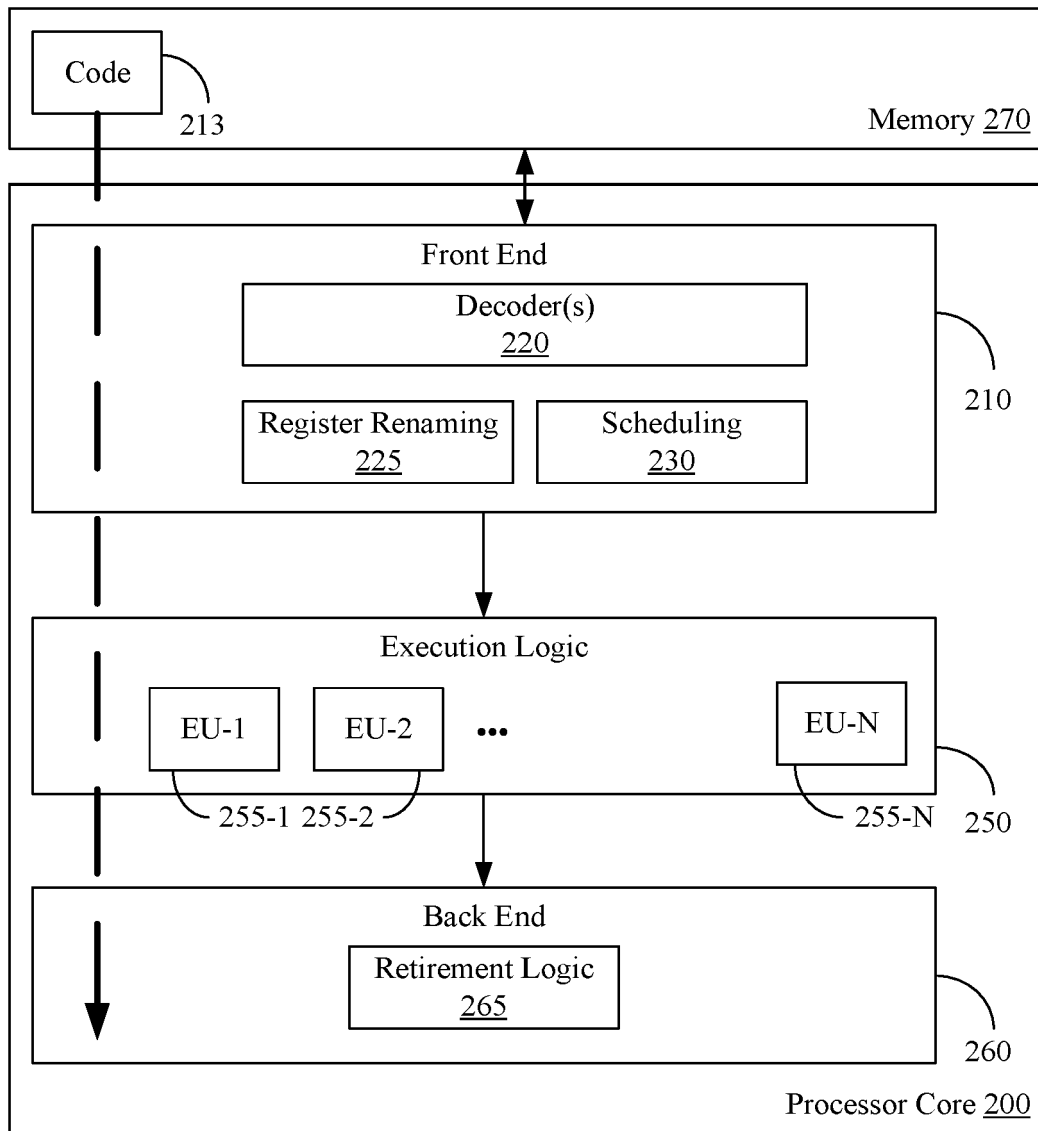 Code
213
Memory 270
Front End
Decoder(s)
220
210
Register Renaming
225
Scheduling
230
Execution Logic
EU-1
EU-2
...
EU-N
255-1
255-2
255-N
250
Back End
Retirement Logic
265
260
Processor Core 200